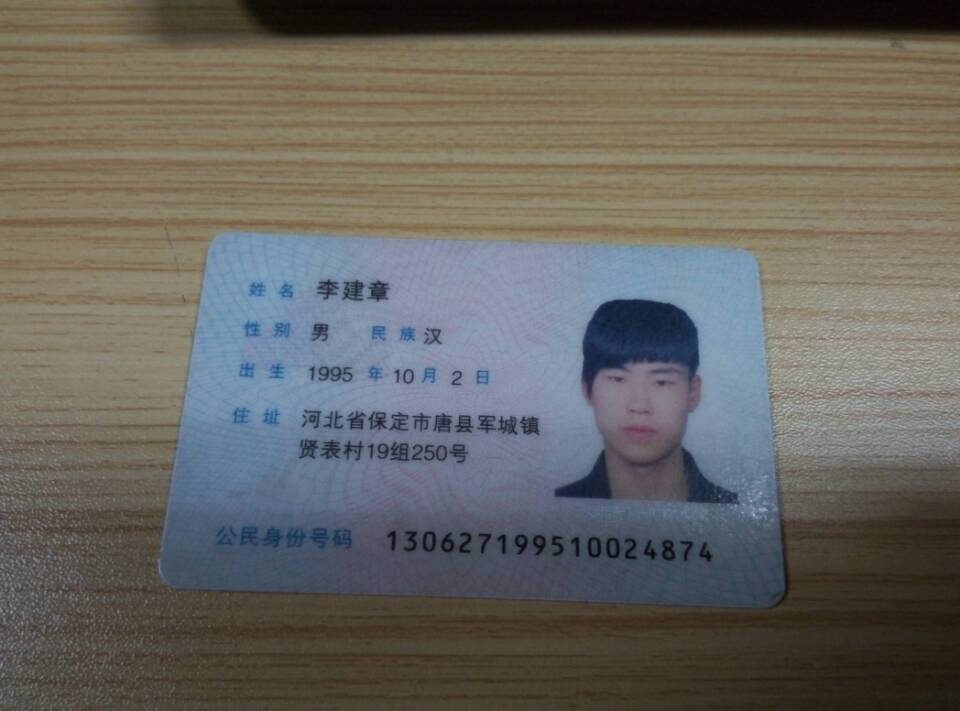 姓名 李建章
性别 男 民族 汉
出生 1995 年 10 月 2 日
住址 河北省保定市唐县军城镇
贤表村19组250号
公民身份号码 130627199510024874